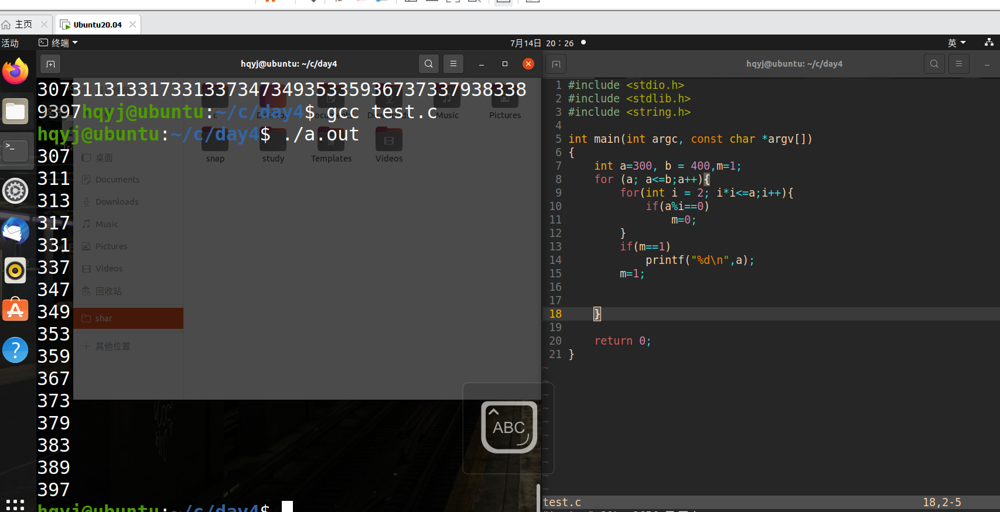 主页
Ubuntu20.04
活动
终端
7月14日 20：26
英
hqyj@ubuntu: ~/c/day4
307311313317331337347349353359367373379383​38
9397hqyj@ubuntu:~/c/day4$ gcc test.c
hqyj@ubuntu:~/c/day4$ ./a.out
307
311
313
317
331
337
347
349
353
359
367
373
379
383
389
397
hqyj@ubuntu:~/c/day4$
Music
Pictures
snap
study
Templates
Videos
桌面
Documents
Downloads
Music
Pictures
Videos
回收站
shar
其他位置
ABC
hqyj@ubuntu: ~/c/day4
1 #include <stdio.h>
2 #include <stdlib.h>
3 #include <string.h>
4
5 int main(int argc, const char *argv[])
6 {
7     int a=300, b = 400,m=1;
8     for (a; a<=b;a++){
9         for(int i = 2; i*i<=a;i++){
10             if(a%i==0)
11                 m=0;
12         }
13         if(m==1)
14             printf("%d\n",a);
15         m=1;
16
17
18     }
19
20     return 0;
21 }
test.c 18,2-5